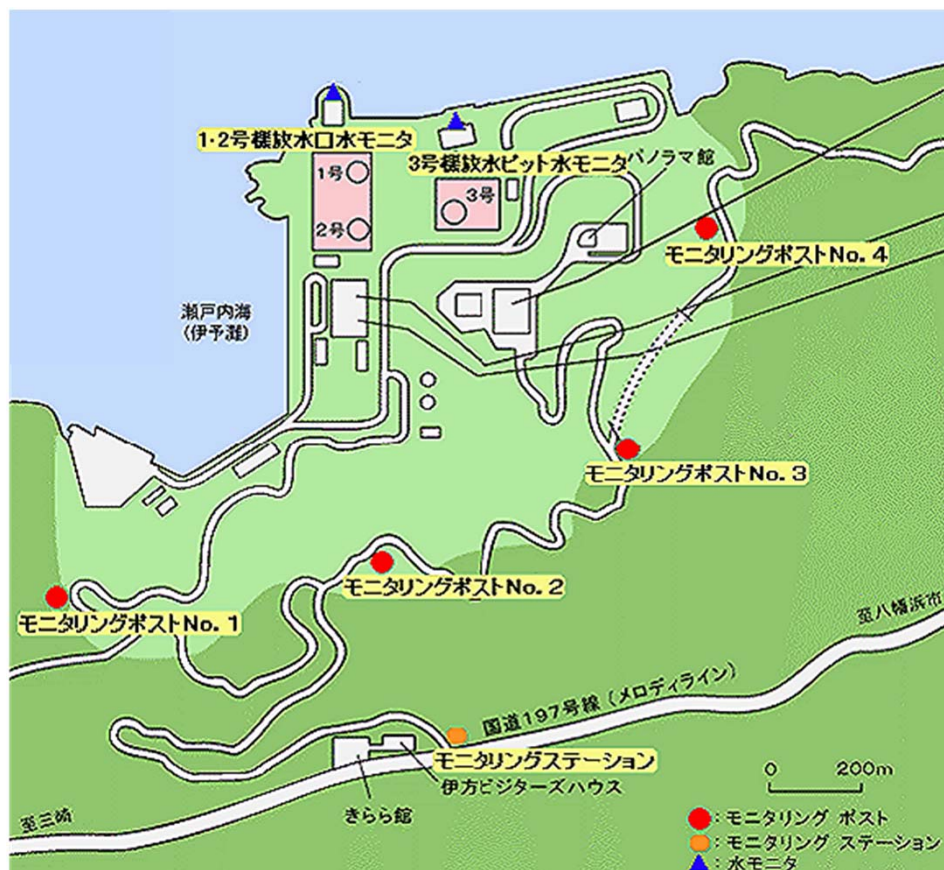 1・2号機放水口水モニタ
3号機放水ピット水モニタ
パノラマ館
1号
2号
3号
モニタリングポストNo. 4
瀬戸内海
(伊予灘)
モニタリングポストNo. 3
モニタリングポストNo. 2
モニタリングポストNo. 1
至八幡浜市
国道197号線(メロディライン)
モニタリングステーション
伊方ビジターズハウス
きらら館
至三崎
0 200m
:モニタリング ポスト
:モニタリング ステーション
:水モニタ